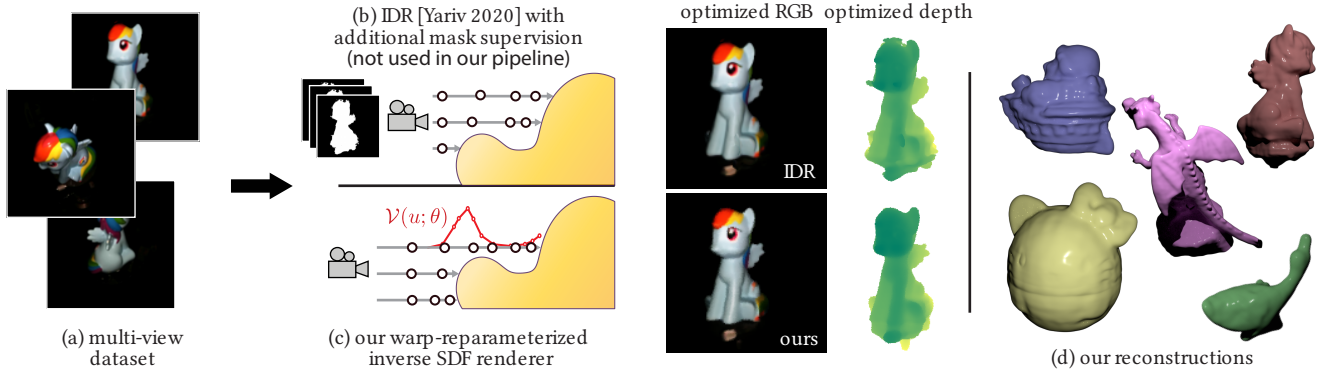 (a) multi-view
dataset
(b) IDR [Yariv 2020] with
additional mask supervision
(not used in our pipeline)
𝒱(u; θ)
(c) our warp-reparameterized
inverse SDF renderer
optimized RGB
optimized depth
IDR
ours
(d) our reconstructions